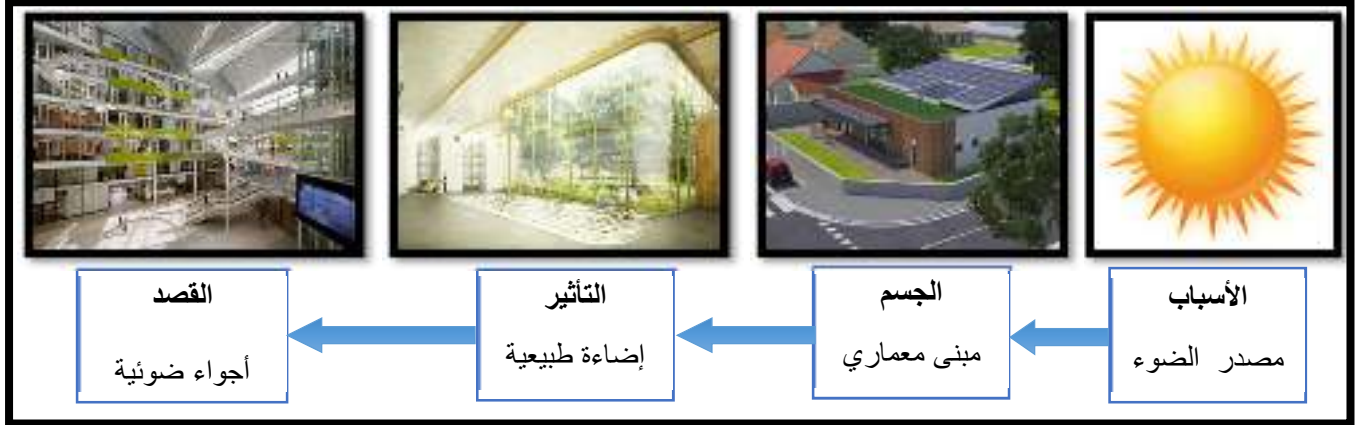 الأسباب
مصدر الضوء
الجسم
مبنى معماري
التأثير
إضاءة طبيعية
القصد
أجواء ضوئية